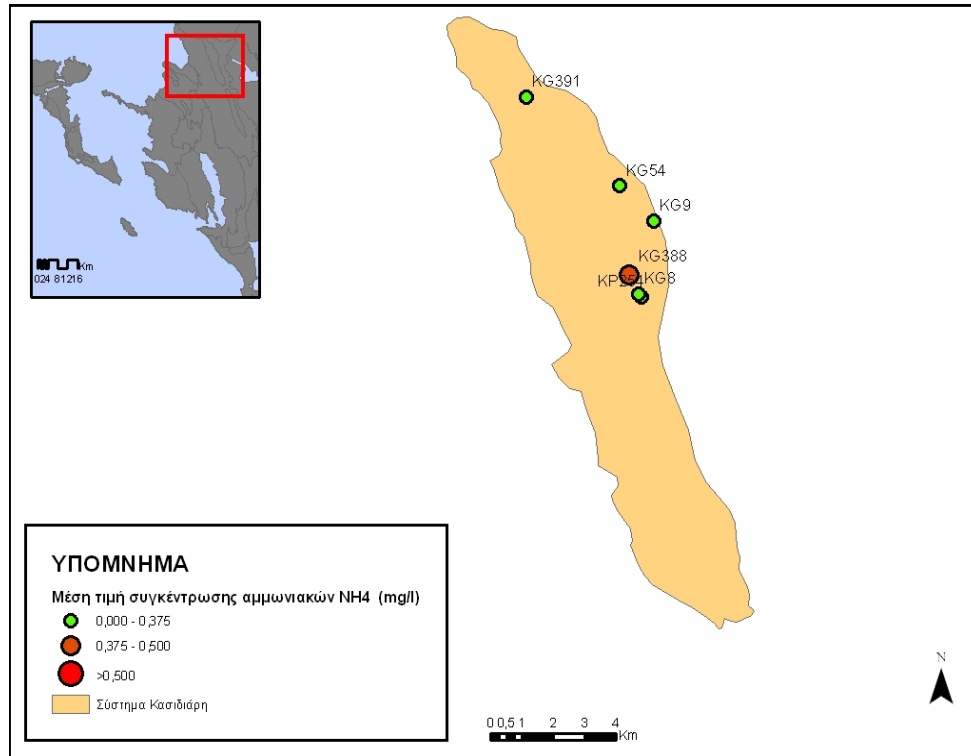 KG391
KG54
KG9
KG388
KG8
Km
024 81216
ΥΠΟΜΝΗΜΑ
Μέση τιμή συγκέντρωσης αμμωνιακών NH4 (mg/l)
0,000 - 0,375
0,375 - 0,500
>0,500
Σύστημα Κασιδιάρη
0 0,5 1 2 3 4
Km
N